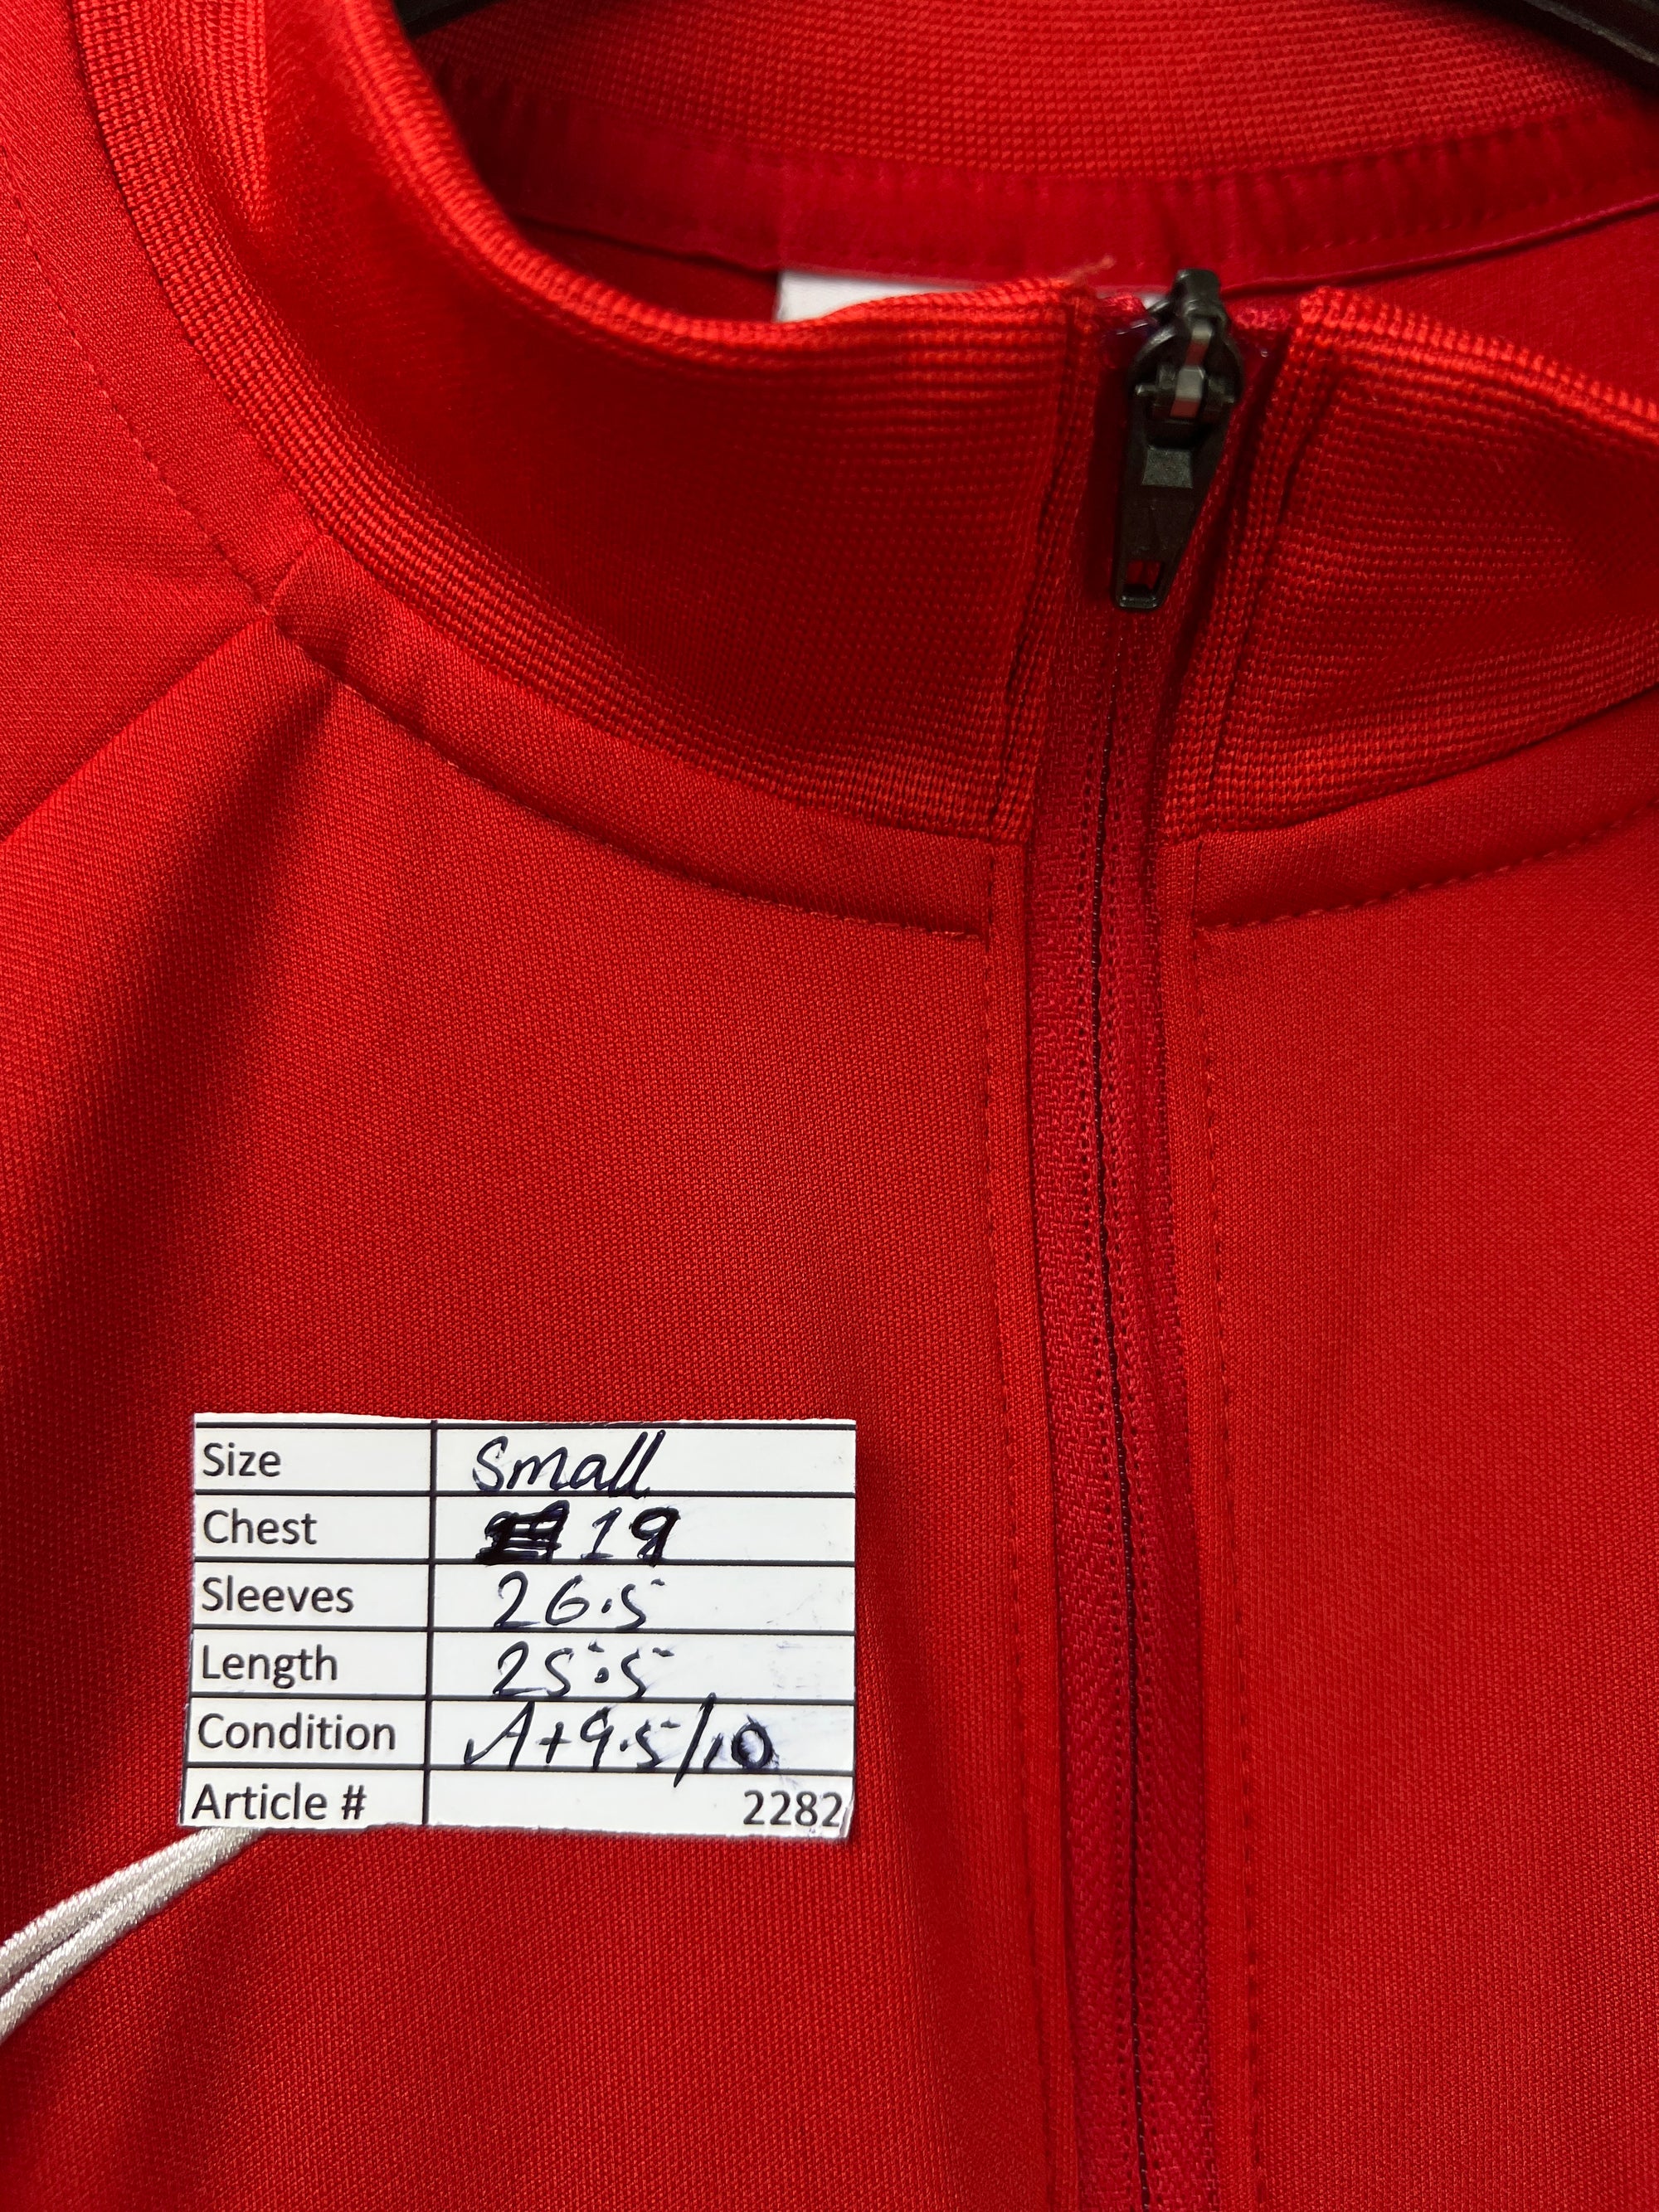 Size Small
Chest 19
Sleeves 26.5
Length 25.5
Condition A+ 9.5/10
Article # 2282